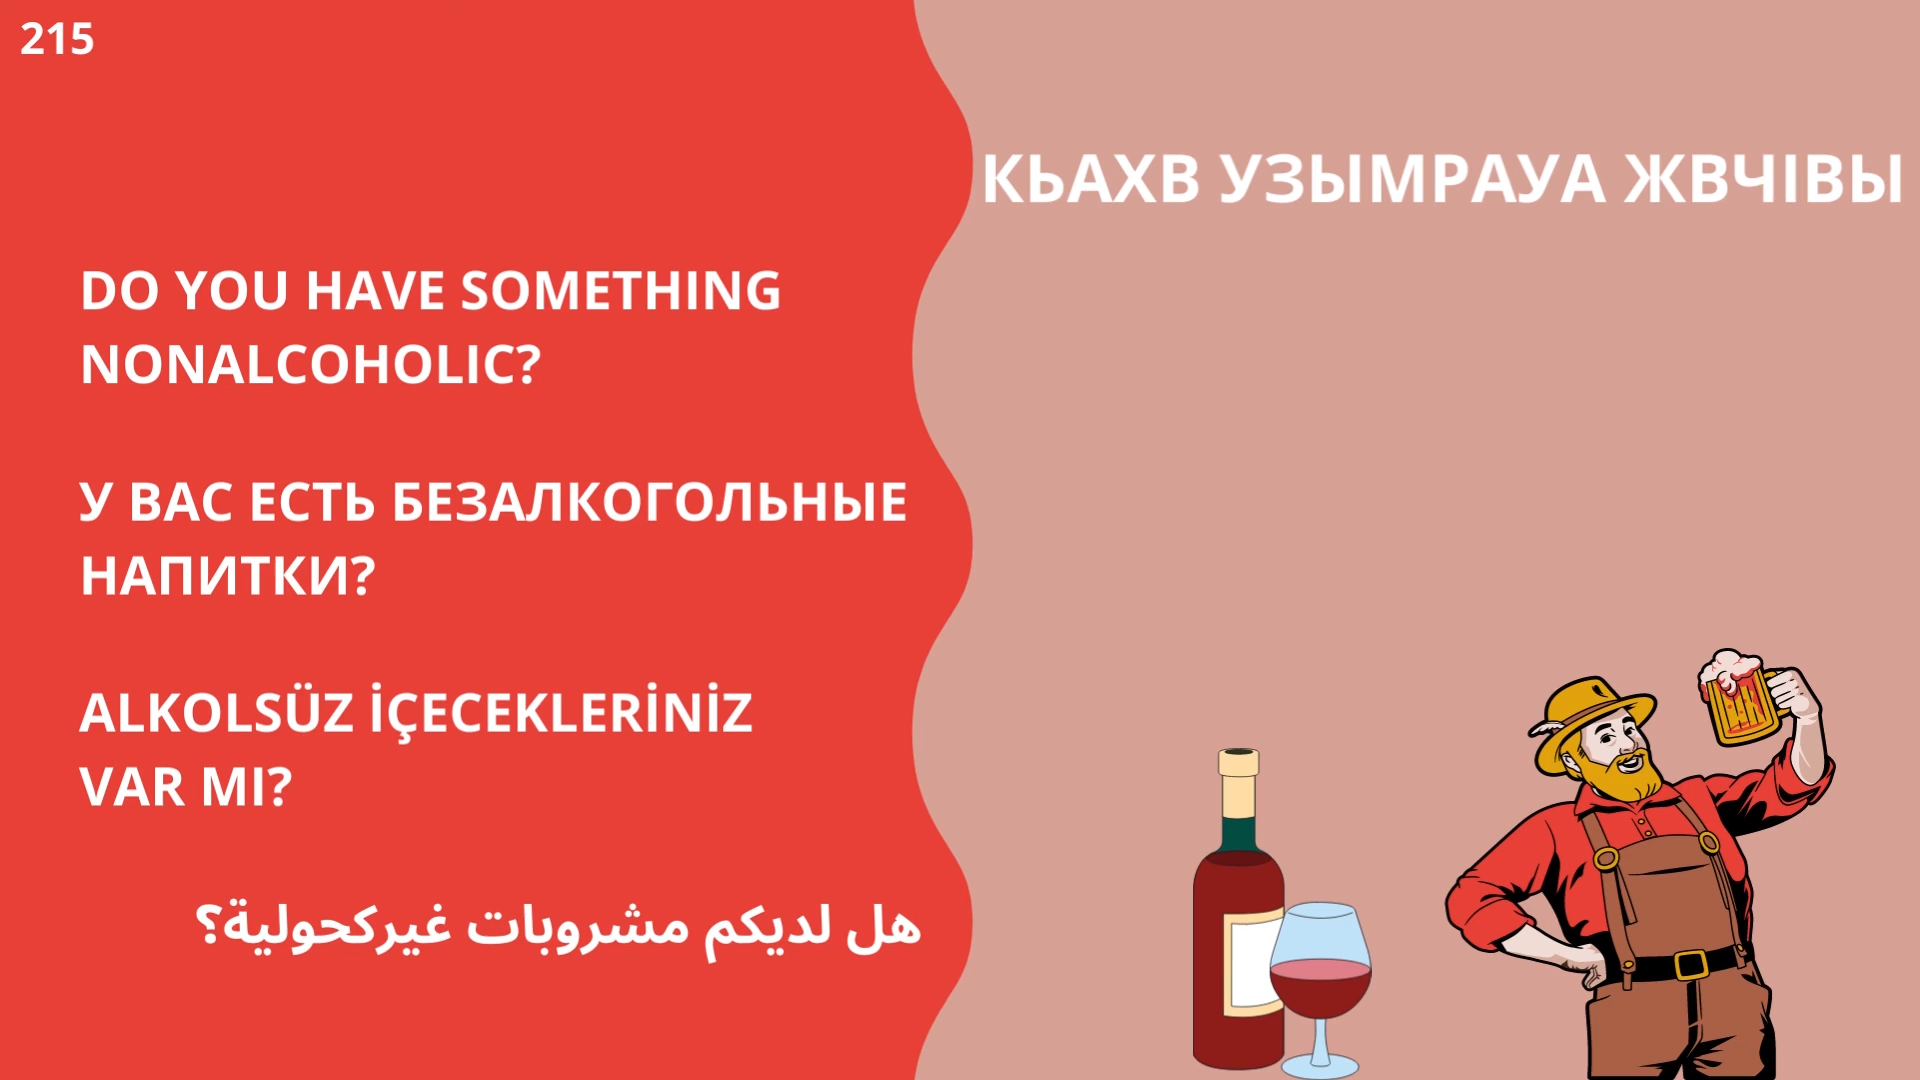 215
КЬАХВ УЗЫМРАУА ЖВЧIВЫ
DO YOU HAVE SOMETHING
NONALCOHOLIC?
У ВАС ЕСТЬ БЕЗАЛКОГОЛЬНЫЕ
НАПИТКИ?
ALKOLSÜZ İÇECEKLERİNİZ
VAR MI?
هل لديكم مشروبات غيركحولية؟